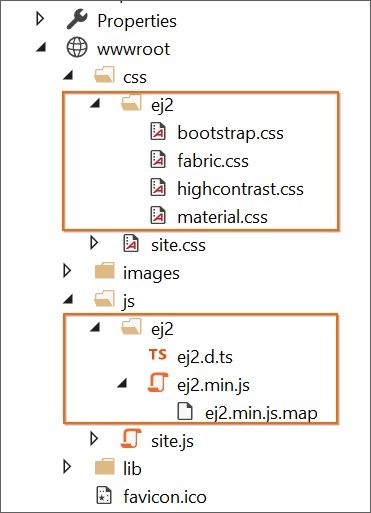 Properties
wwwroot
css
ej2
bootstrap.css
fabric.css
highcontrast.css
material.css
site.css
images
js
ej2
TS ej2.d.ts
ej2.min.js
ej2.min.js.map
site.js
lib
favicon.ico